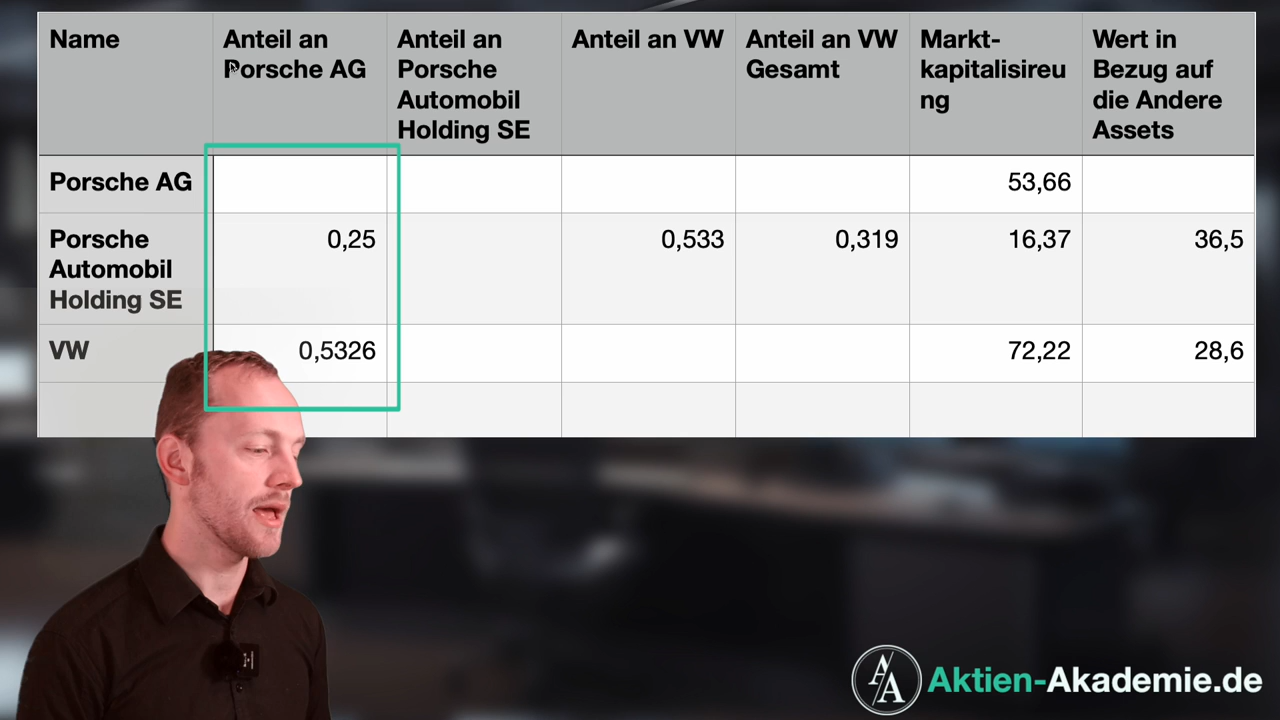 Name
Anteil an
Porsche AG
Anteil an
Porsche
Automobil
Holding SE
Anteil an VW
Anteil an VW
Gesamt
Markt-
kapitalisireu
ng
Wert in
Bezug auf
die Andere
Assets
Porsche AG
53,66
Porsche
Automobil
Holding SE
0,25
0,533
0,319
16,37
36,5
VW
0,5326
72,22
28,6
AA
Aktien-Akademie.de